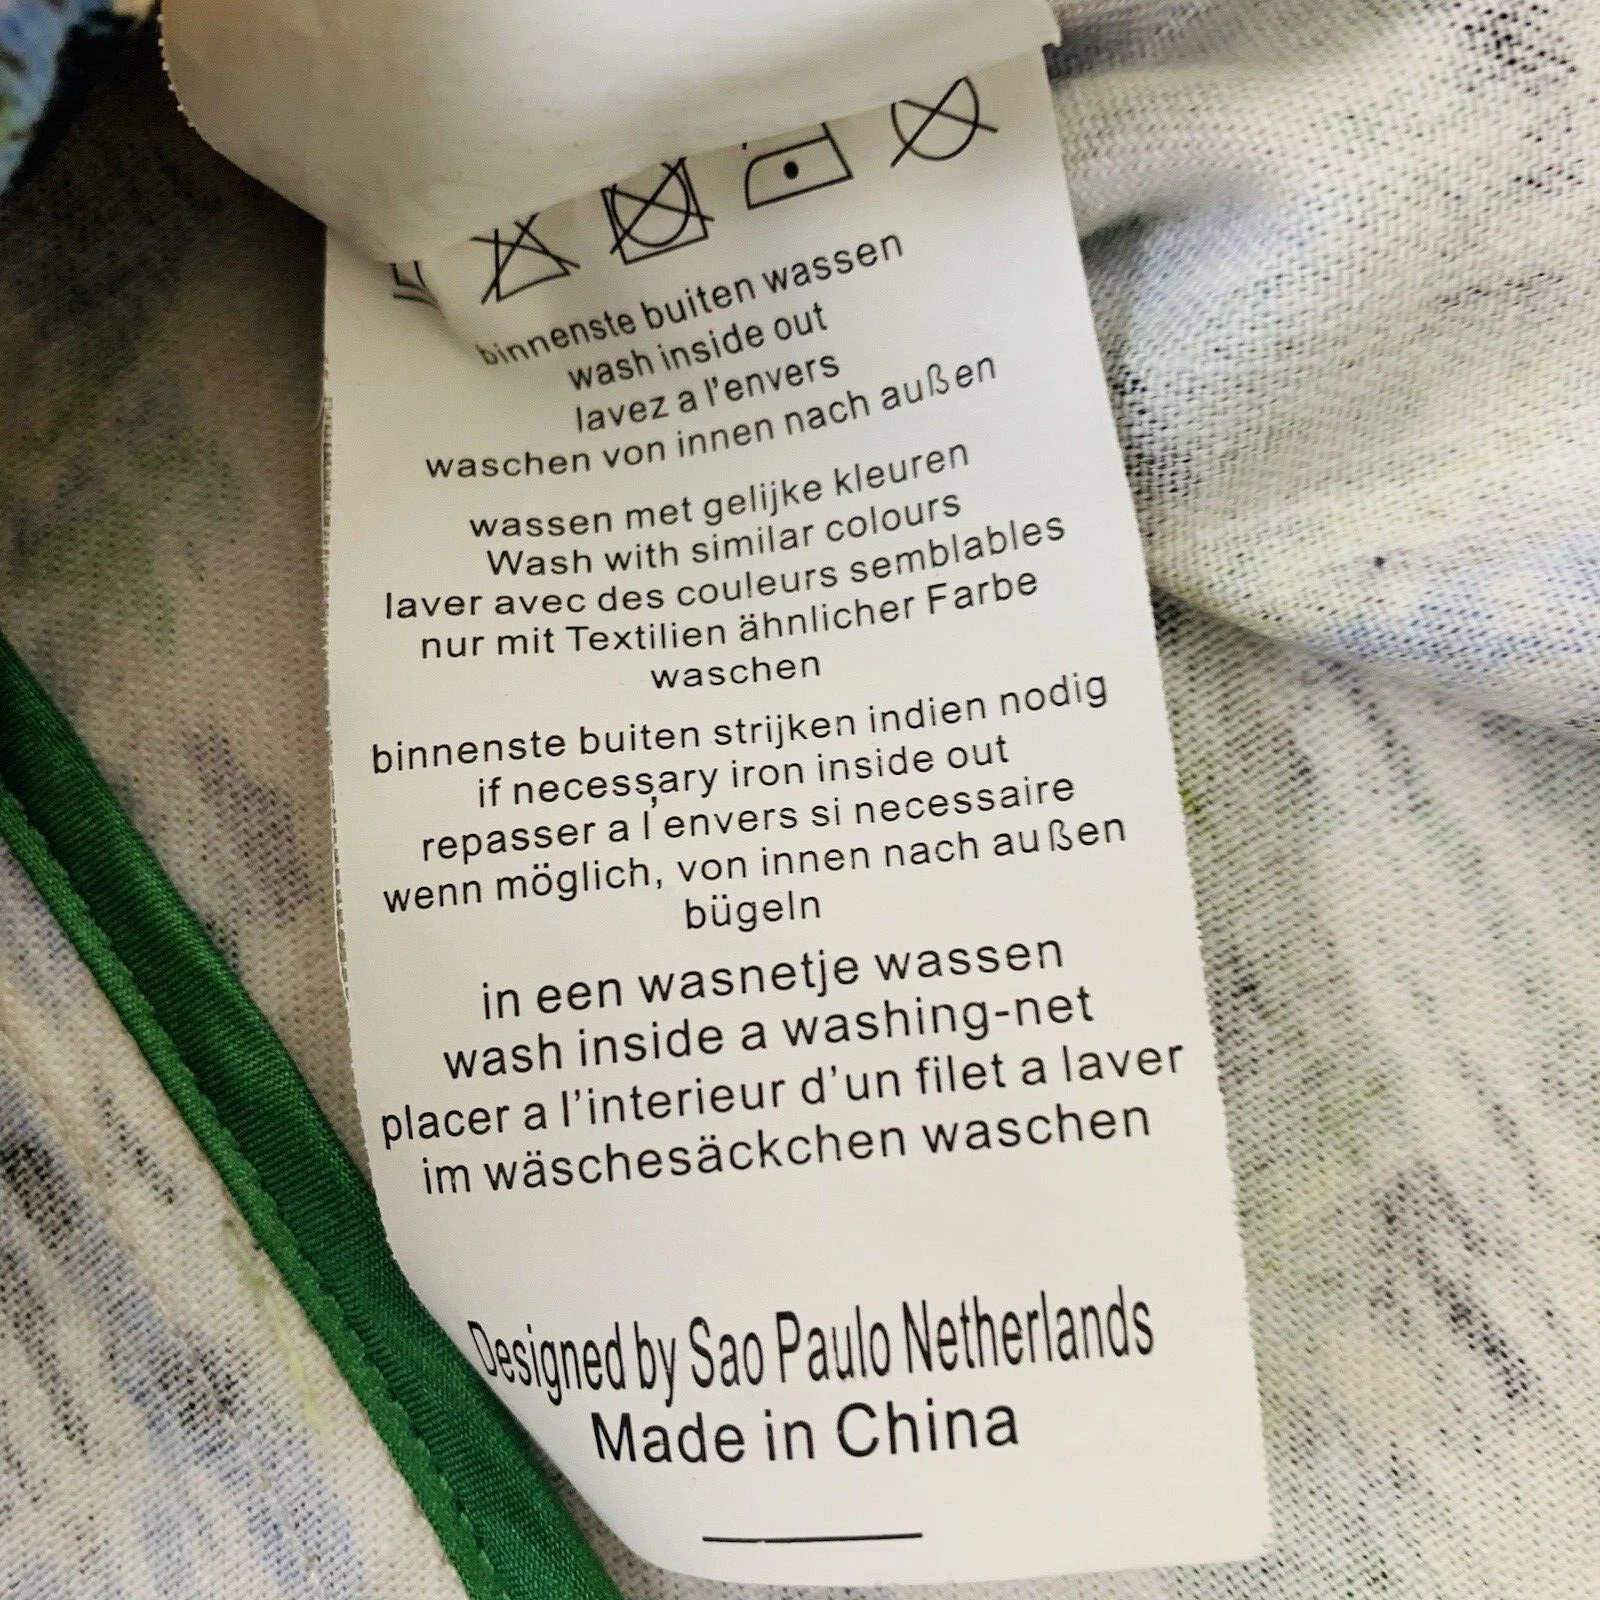 binnenste buiten wassen
wash inside out
lavez a l'envers
waschen von innen nach außen
wassen met gelijke kleuren
Wash with similar colours
laver avec des couleurs semblables
nur mit Textilien ähnlicher Farbe
waschen
binnenste buiten strijken indien nodig
if necessary iron inside out
repasser a l'envers si necessaire
wenn möglich, von innen nach außen
bügeln
in een wasnetje wassen
wash inside a washing-net
placer a l'interieur d'un filet a laver
im wäschesäckchen waschen
Designed by Sao Paulo Netherlands
Made in China